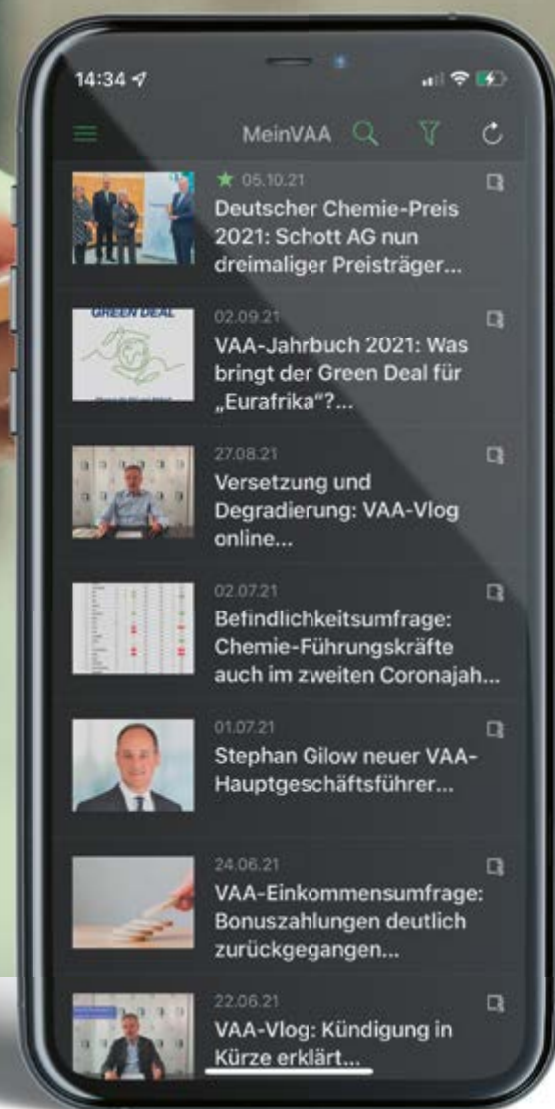 14:34
MeinVAA
05.10.21
Deutscher Chemie-Preis
2021: Schott AG nun
dreimaliger Preisträger...
GREEN DEAL
02.09.21
VAA-Jahrbuch 2021: Was
bringt der Green Deal für
„Eurafrika“?...
27.08.21
Versetzung und
Degradierung: VAA-Vlog
online...
02.07.21
Befindlichkeitsumfrage:
Chemie-Führungskräfte
auch im zweiten Coronajah...
01.07.21
Stephan Gilow neuer VAA-
Hauptgeschäftsführer...
24.06.21
VAA-Einkommensumfrage:
Bonuszahlungen deutlich
zurückgegangen...
22.06.21
VAA-Vlog: Kündigung in
Kürze erklärt...